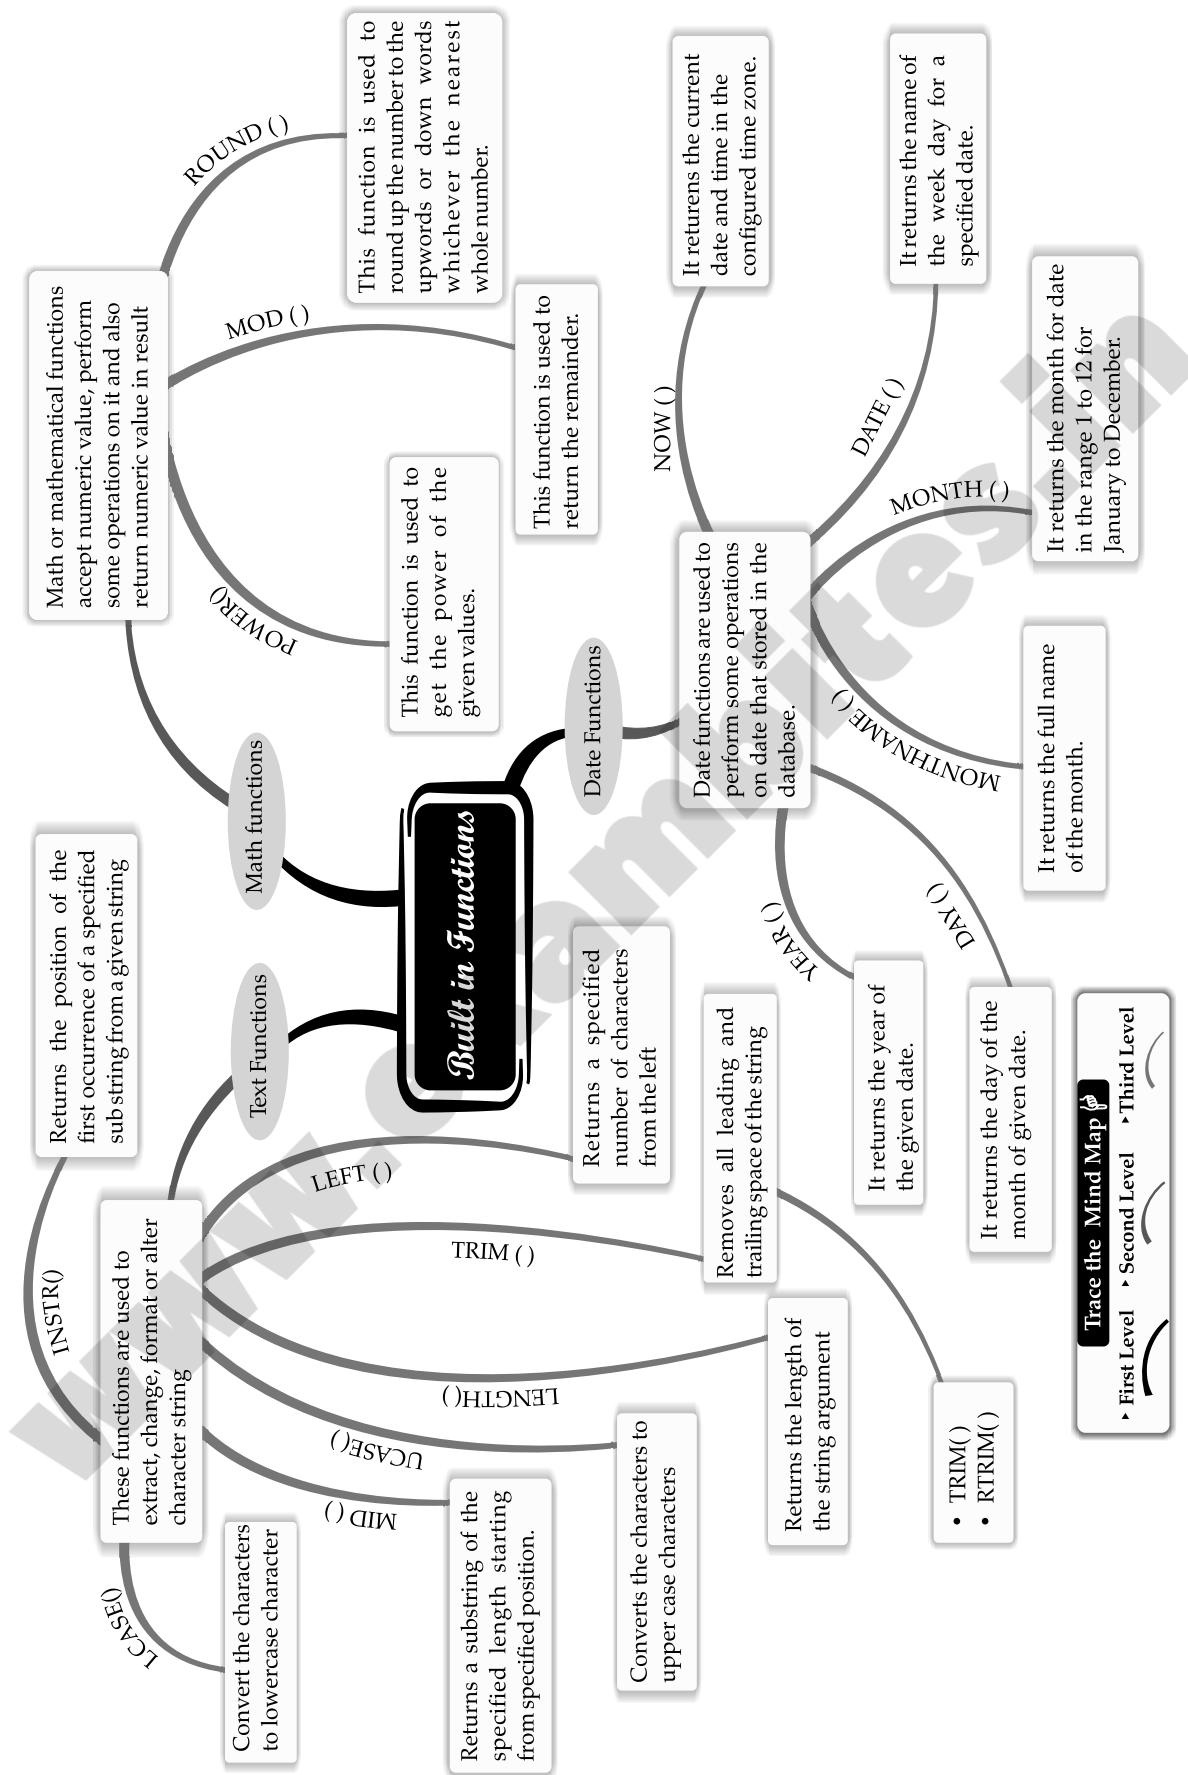 Built in Functions
Text Functions
These functions are used to
extract, change, format or alter
character string
INSTR()
Returns the position of the
first occurrence of a specified
sub string from a given string
LCASE()
Convert the characters
to lowercase character
MID ( )
Returns a substring of the
specified length starting
from specified position.
UCASE()
Converts the characters to
upper case characters
LENGTH( )
Returns the length of
the string argument
TRIM ( )
Removes all leading and
trailing space of the string
• TRIM( )
• RTRIM( )
LEFT ( )
Returns a specified
number of characters
from the left
Math functions
Math or mathematical functions
accept numeric value, perform
some operations on it and also
return numeric value in result
POWER()
This function is used to
get the power of the
given values.
MOD ( )
This function is used to
return the remainder.
ROUND ( )
This function is used to
round up the number to the
upwords or down words
whichever the nearest
whole number.
Date Functions
Date functions are used to
perform some operations
on date that stored in the
database.
NOW ( )
It returens the current
date and time in the
configured time zone.
DATE ( )
It returns the name of
the week day for a
specified date.
MONTH ( )
It returns the month for date
in the range 1 to 12 for
January to December.
MONTHNAME ( )
It returns the full name
of the month.
DAY ( )
It returns the day of the
month of given date.
YEAR ( )
It returns the year of
the given date.
Trace the Mind Map
First Level Second Level Third Level
www.exambites.in